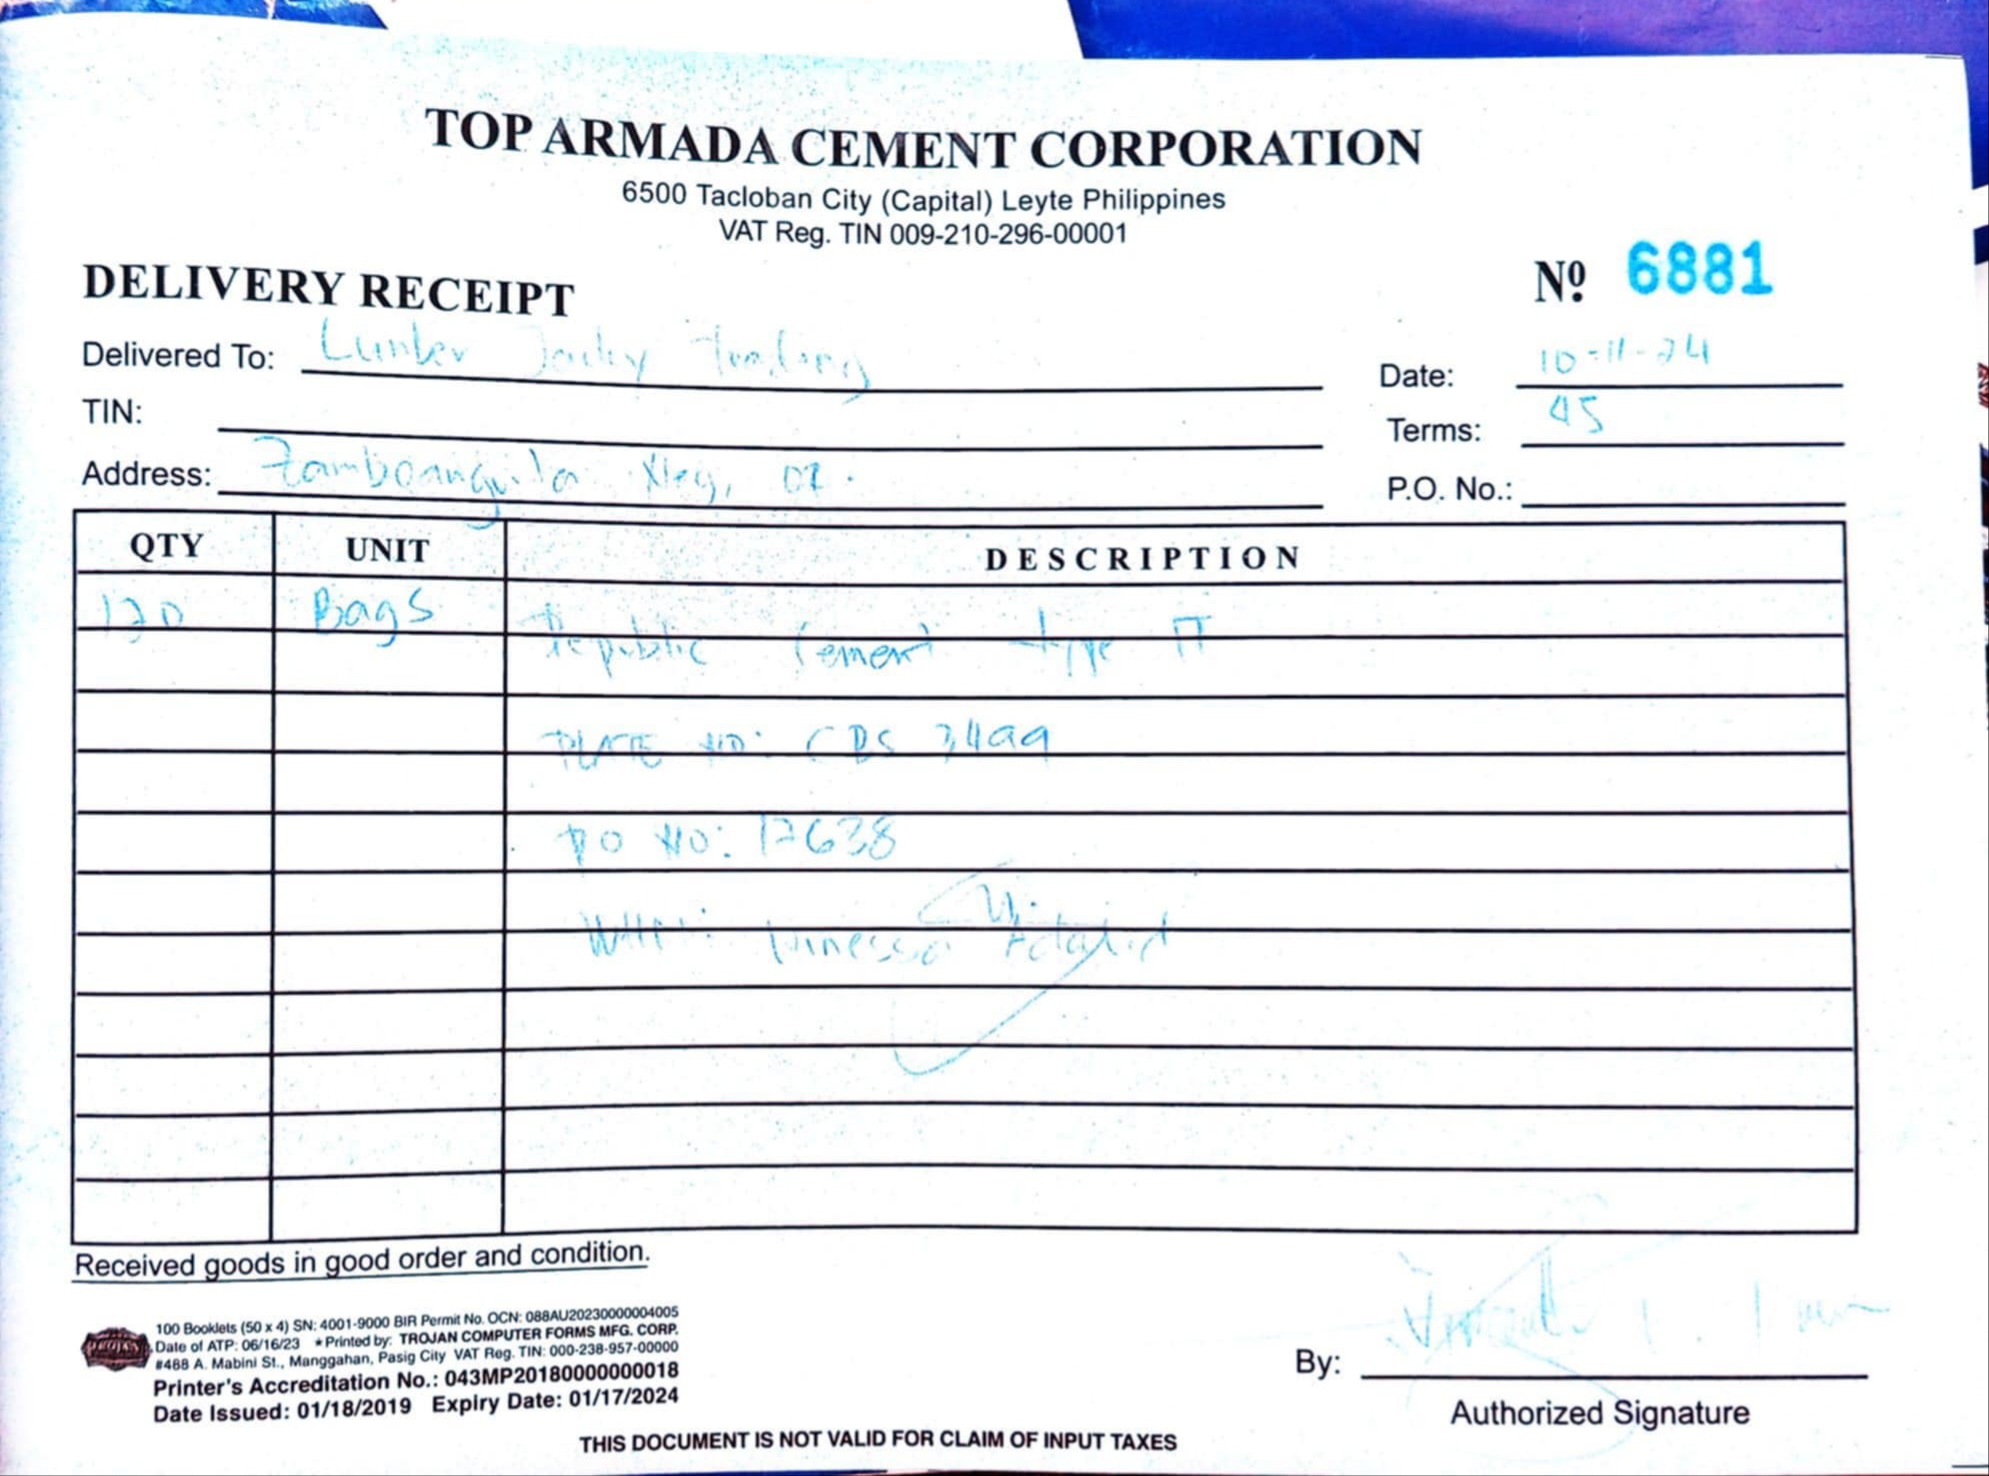 TOP ARMADA CEMENT CORPORATION
6500 Tacloban City (Capital) Leyte Philippines
VAT Reg. TIN 009-210-296-00001
DELIVERY RECEIPT
Nº 6881
Delivered To: Lumber Jacky Trading
Date: 10-11-24
TIN:
Terms: 45
Address: Zamboanguita Neg, Or.
P.O. No.:
QTY UNIT DESCRIPTION
120 Bags Republic Cement type
PLATE NO: CBS 3499
PO NO: 17638
Received goods in good order and condition.
100 Booklets (50 x 4) SN: 4001-9000 BIR Permit No. OCN: 088AU20230000004005
Date of ATP: 06/16/23 ★Printed by: TROJAN COMPUTER FORMS MFG. CORP.
#488 A. Mabini St., Manggahan, Pasig City VAT Reg. TIN: 000-238-957-00000
Printer's Accreditation No.: 043MP20180000000018
Date Issued: 01/18/2019 Expiry Date: 01/17/2024
By:
Authorized Signature
THIS DOCUMENT IS NOT VALID FOR CLAIM OF INPUT TAXES